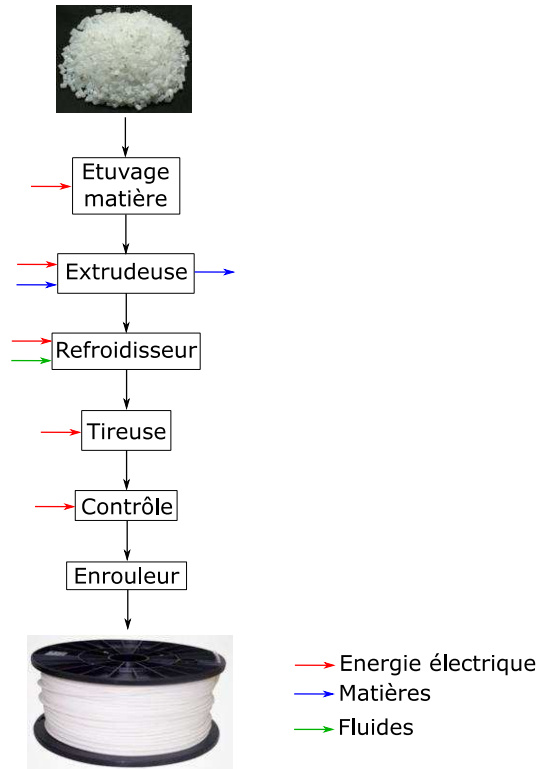 Etuvage
matière
Extrudeuse
Refroidisseur
Tireuse
Contrôle
Enrouleur
Energie électrique
Matières
Fluides